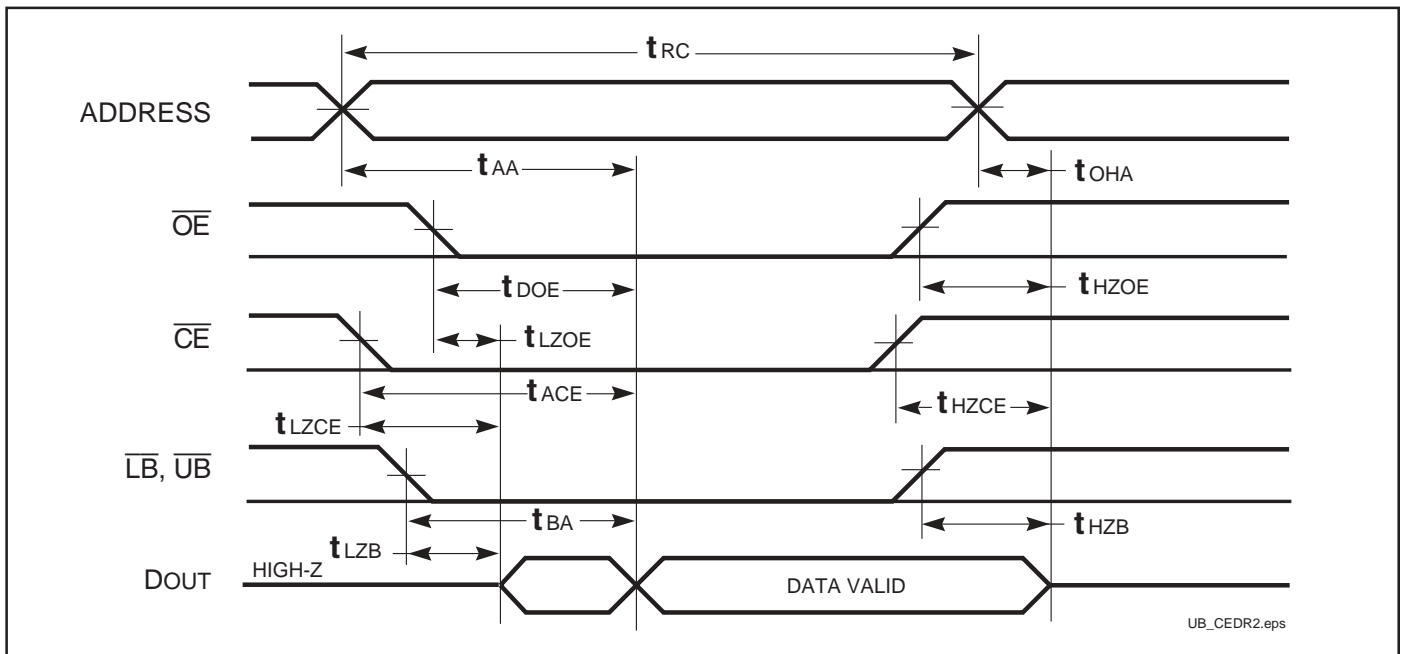 tRC
ADDRESS
tAA
tOHA
OE
tDOE
tHZOE
CE
tLZOE
tACE
tHZCE
tLZCE
LB, UB
tBA
tHZB
tLZB
HIGH-Z
DOUT
DATA VALID
UB_CEDR2.eps